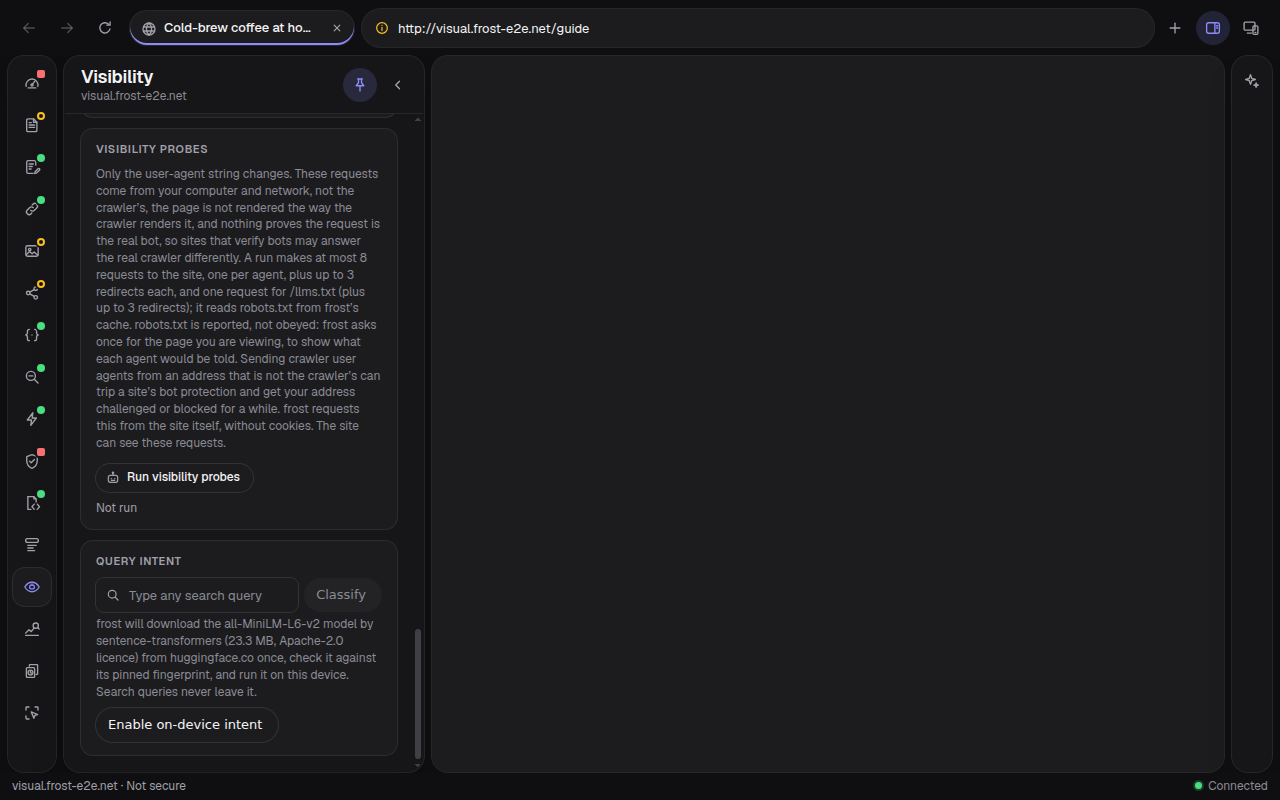 Cold-brew coffee at ho...
http://visual.frost-e2e.net/guide
Visibility
visual.frost-e2e.net
VISIBILITY PROBES
Only the user-agent string changes. These requests
come from your computer and network, not the
crawler's, the page is not rendered the way the
crawler renders it, and nothing proves the request is
the real bot, so sites that verify bots may answer
the real crawler differently. A run makes at most 8
requests to the site, one per agent, plus up to 3
redirects each, and one request for /llms.txt (plus
up to 3 redirects); it reads robots.txt from frost's
cache. robots.txt is reported, not obeyed: frost asks
once for the page you are viewing, to show what
each agent would be told. Sending crawler user
agents from an address that is not the crawler's can
trip a site's bot protection and get your address
challenged or blocked for a while. frost requests
this from the site itself, without cookies. The site
can see these requests.
Run visibility probes
Not run
QUERY INTENT
Type any search query
Classify
frost will download the all-MiniLM-L6-v2 model by
sentence-transformers (23.3 MB, Apache-2.0
licence) from huggingface.co once, check it against
its pinned fingerprint, and run it on this device.
Search queries never leave it.
Enable on-device intent
visual.frost-e2e.net · Not secure
Connected